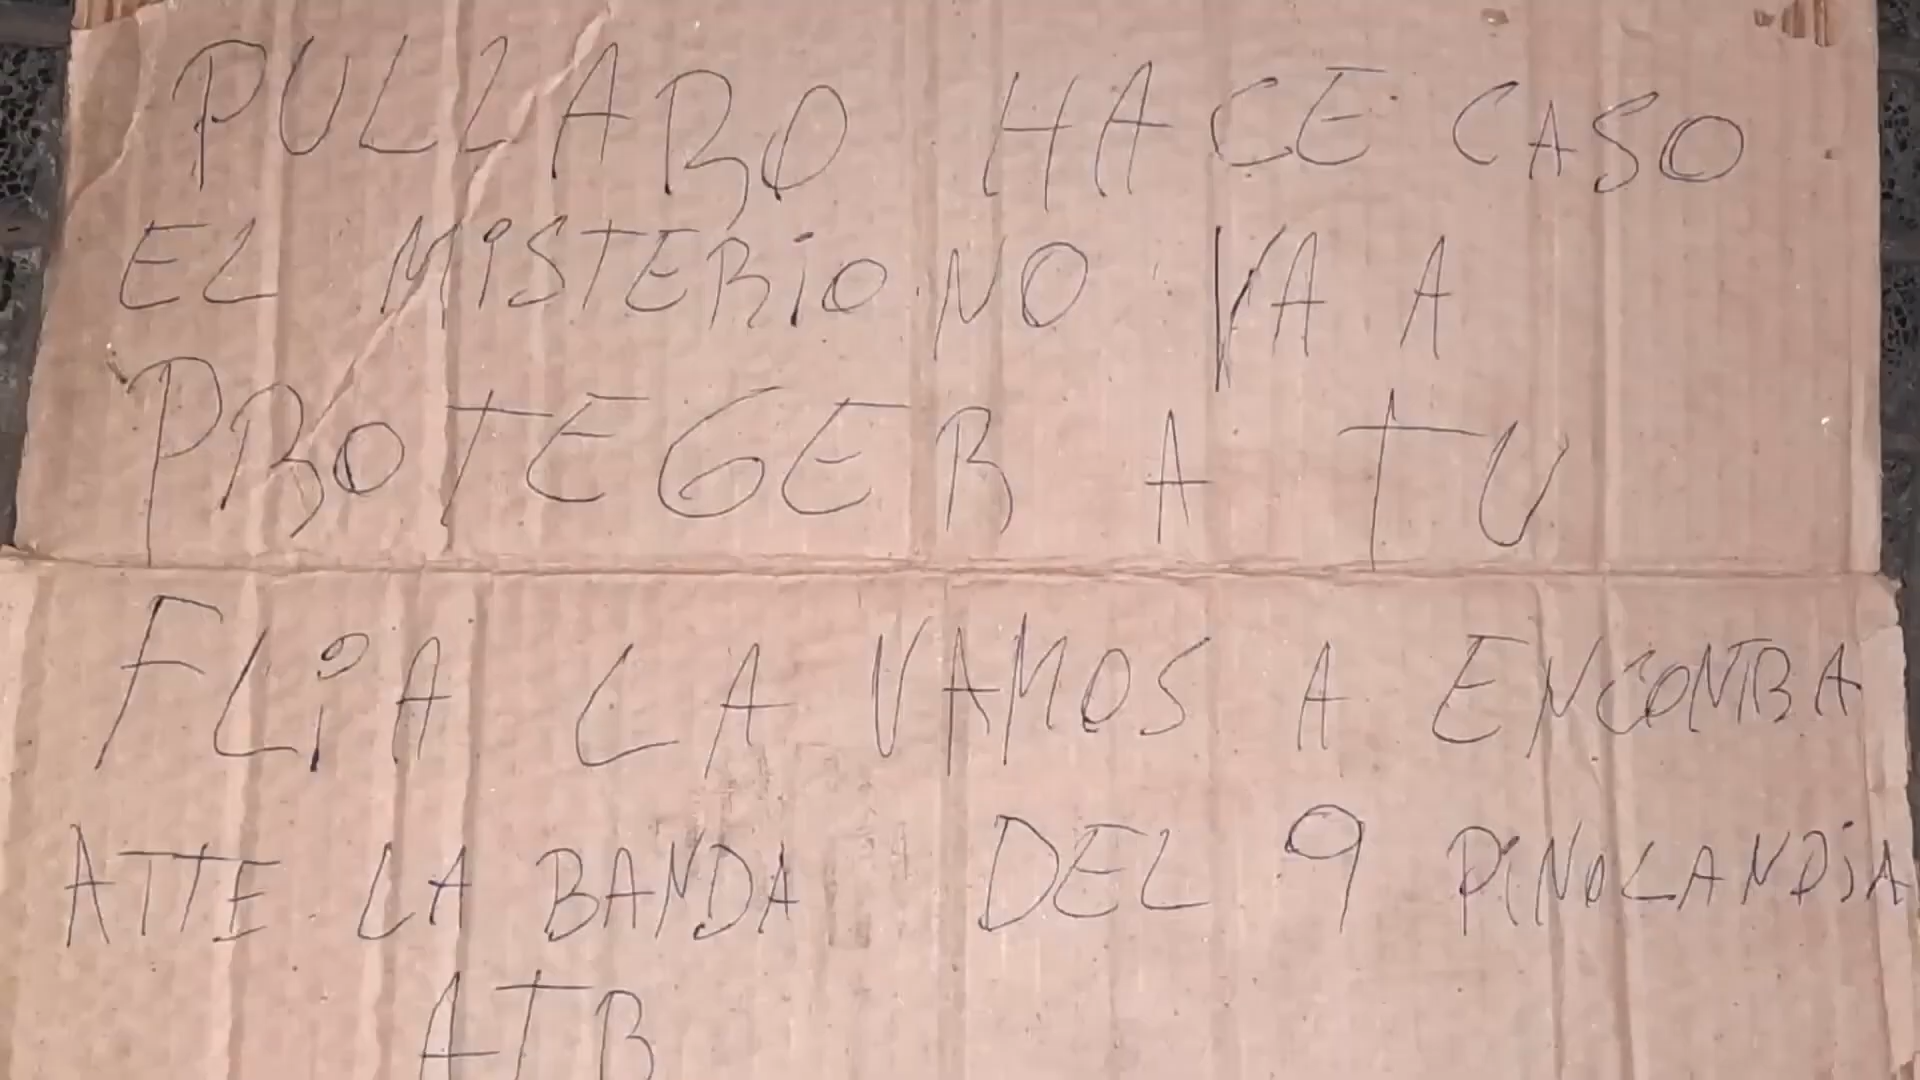 PULLARO HACE CASO
EL MISTERIO NO VA A
PROTEGER A TU
FLIA LA VAMOS A ENCONTRA
ATTE LA BANDA DEL 9 PINOLANDIA
ATB